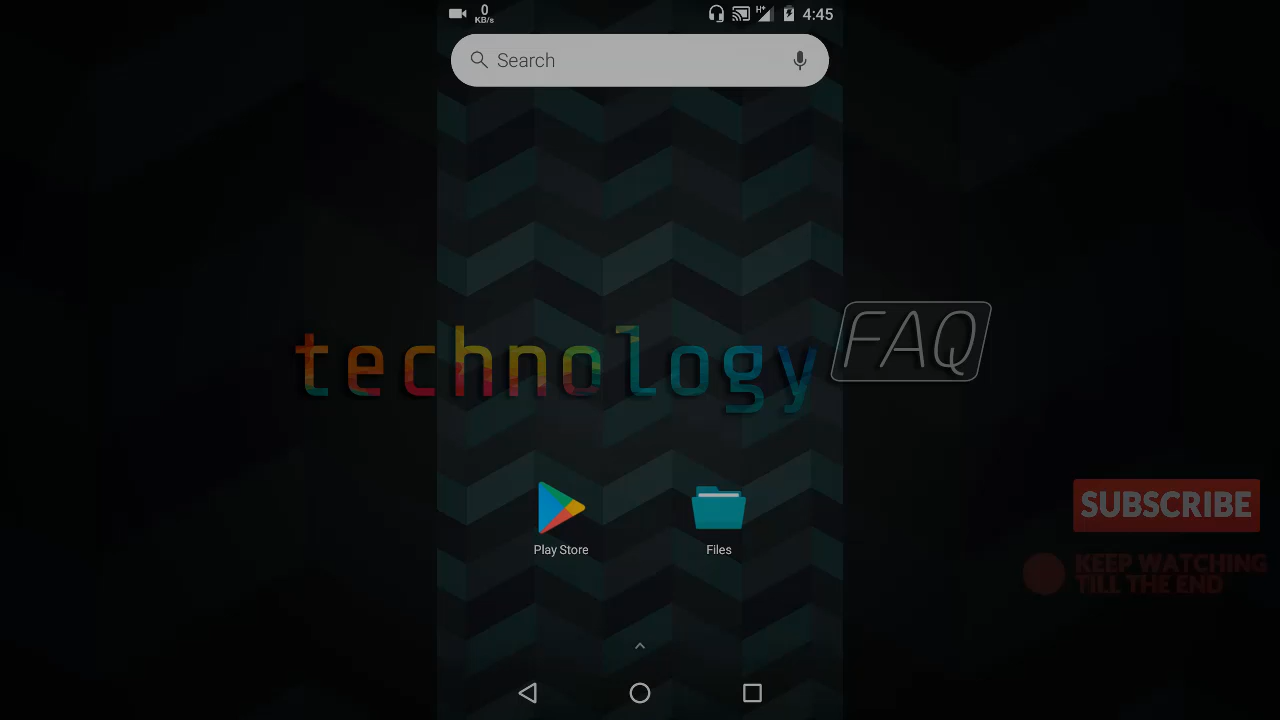 0
KB/s
H+
4:45
Search
technology FAQ
Play Store
Files
SUBSCRIBE
KEEP WATCHING
TILL THE END